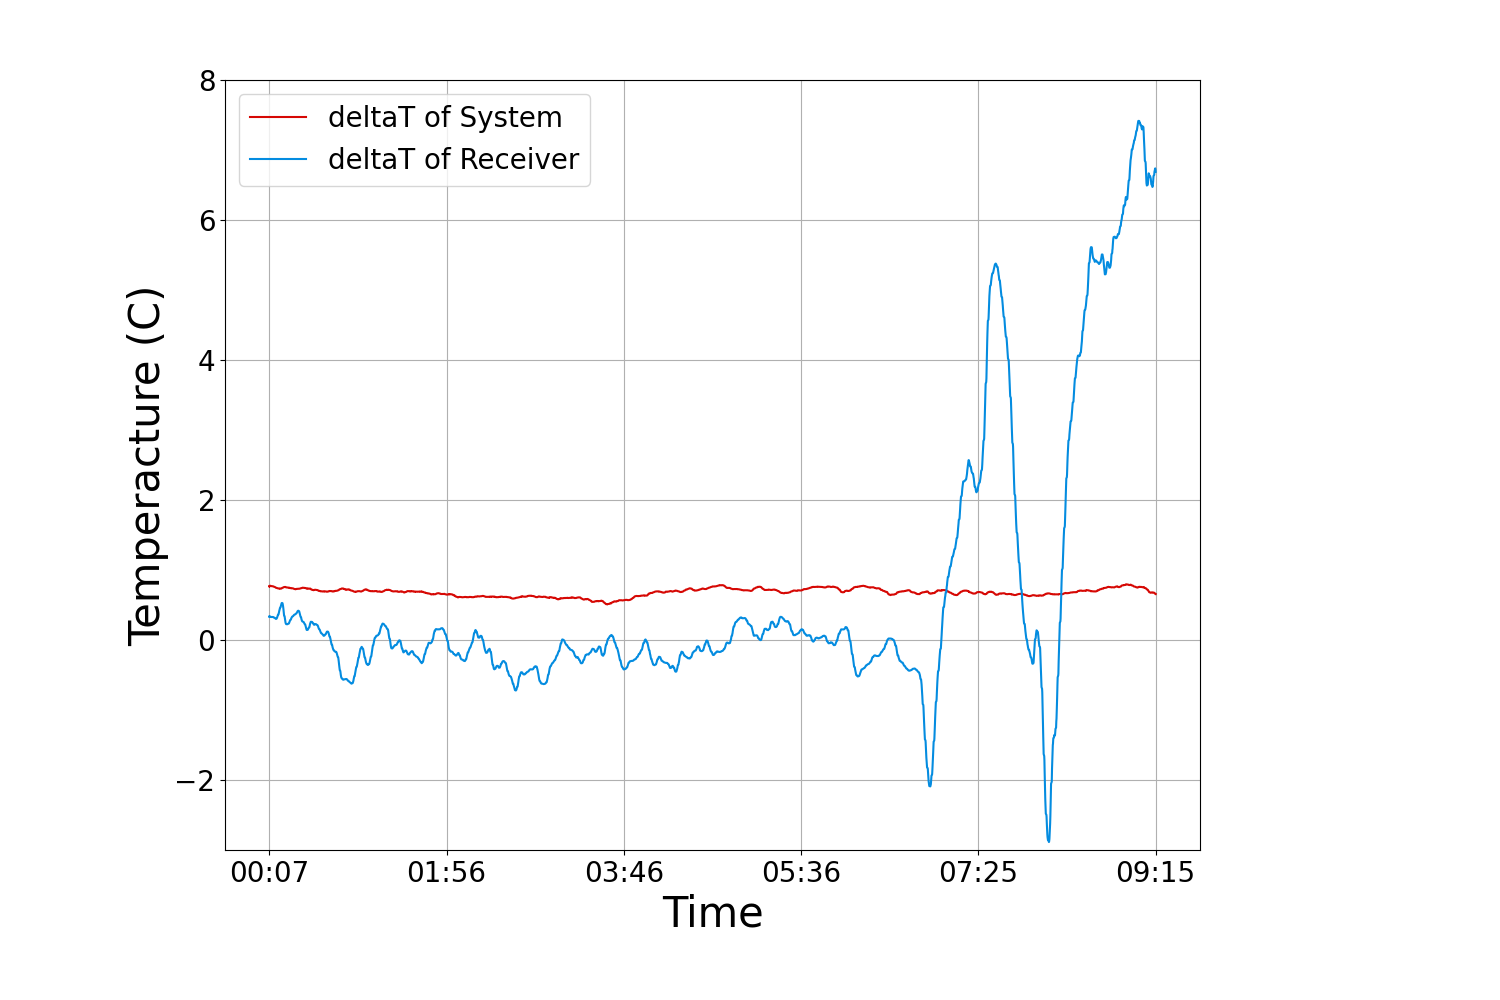 8
deltaT of System
deltaT of Receiver
6
4
2
0
−2
Temperacture (C)
00:07 01:56 03:46 05:36 07:25 09:15
Time